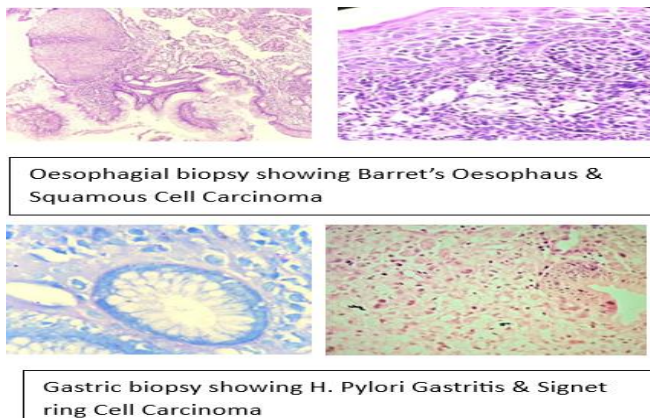 Oesophagial biopsy showing Barret's Oesophaus &
Squamous Cell Carcinoma
Gastric biopsy showing H. Pylori Gastritis & Signet
ring Cell Carcinoma